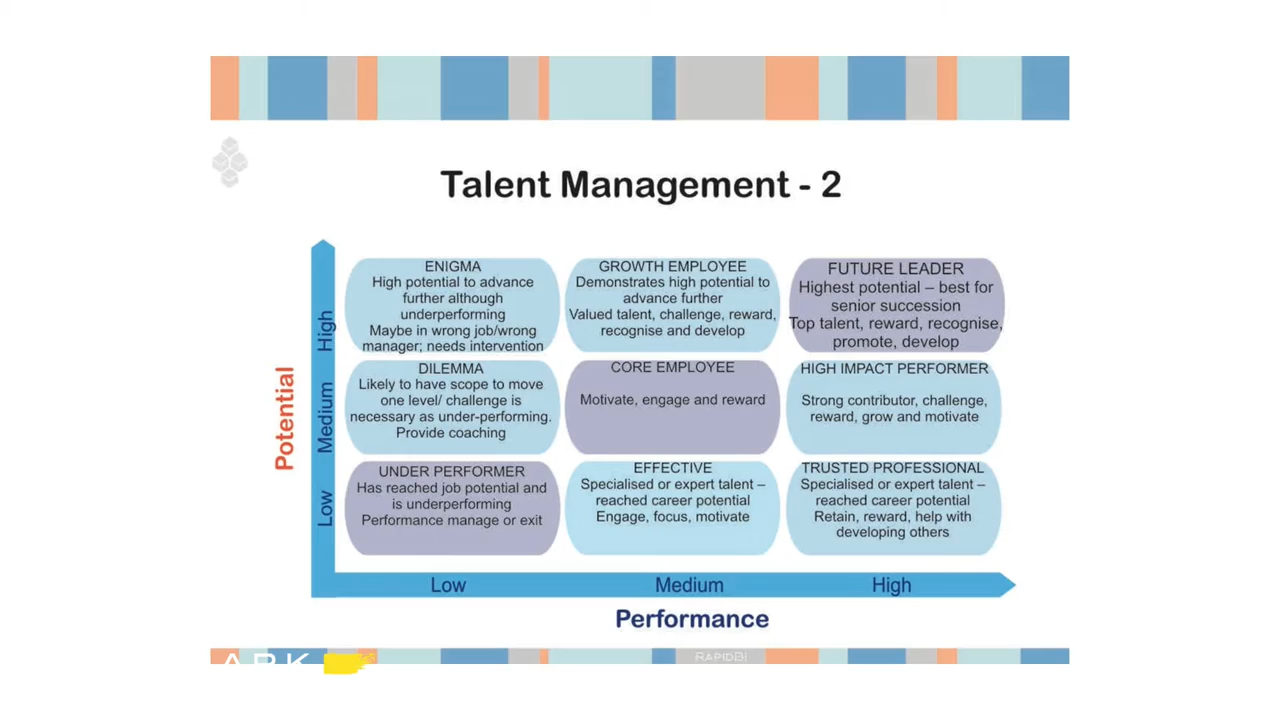 Talent Management - 2
Potential
High
Medium
Low
ENIGMA
High potential to advance
further although
underperforming
Maybe in wrong job/wrong
manager; needs intervention
GROWTH EMPLOYEE
Demonstrates high potential to
advance further
Valued talent, challenge, reward,
recognise and develop
FUTURE LEADER
Highest potential – best for
senior succession
Top talent, reward, recognise,
promote, develop
DILEMMA
Likely to have scope to move
one level/ challenge is
necessary as under-performing.
Provide coaching
CORE EMPLOYEE
Motivate, engage and reward
HIGH IMPACT PERFORMER
Strong contributor, challenge,
reward, grow and motivate
UNDER PERFORMER
Has reached job potential and
is underperforming
Performance manage or exit
EFFECTIVE
Specialised or expert talent –
reached career potential
Engage, focus, motivate
TRUSTED PROFESSIONAL
Specialised or expert talent –
reached career potential
Retain, reward, help with
developing others
Low
Medium
High
Performance
RAPIDBI